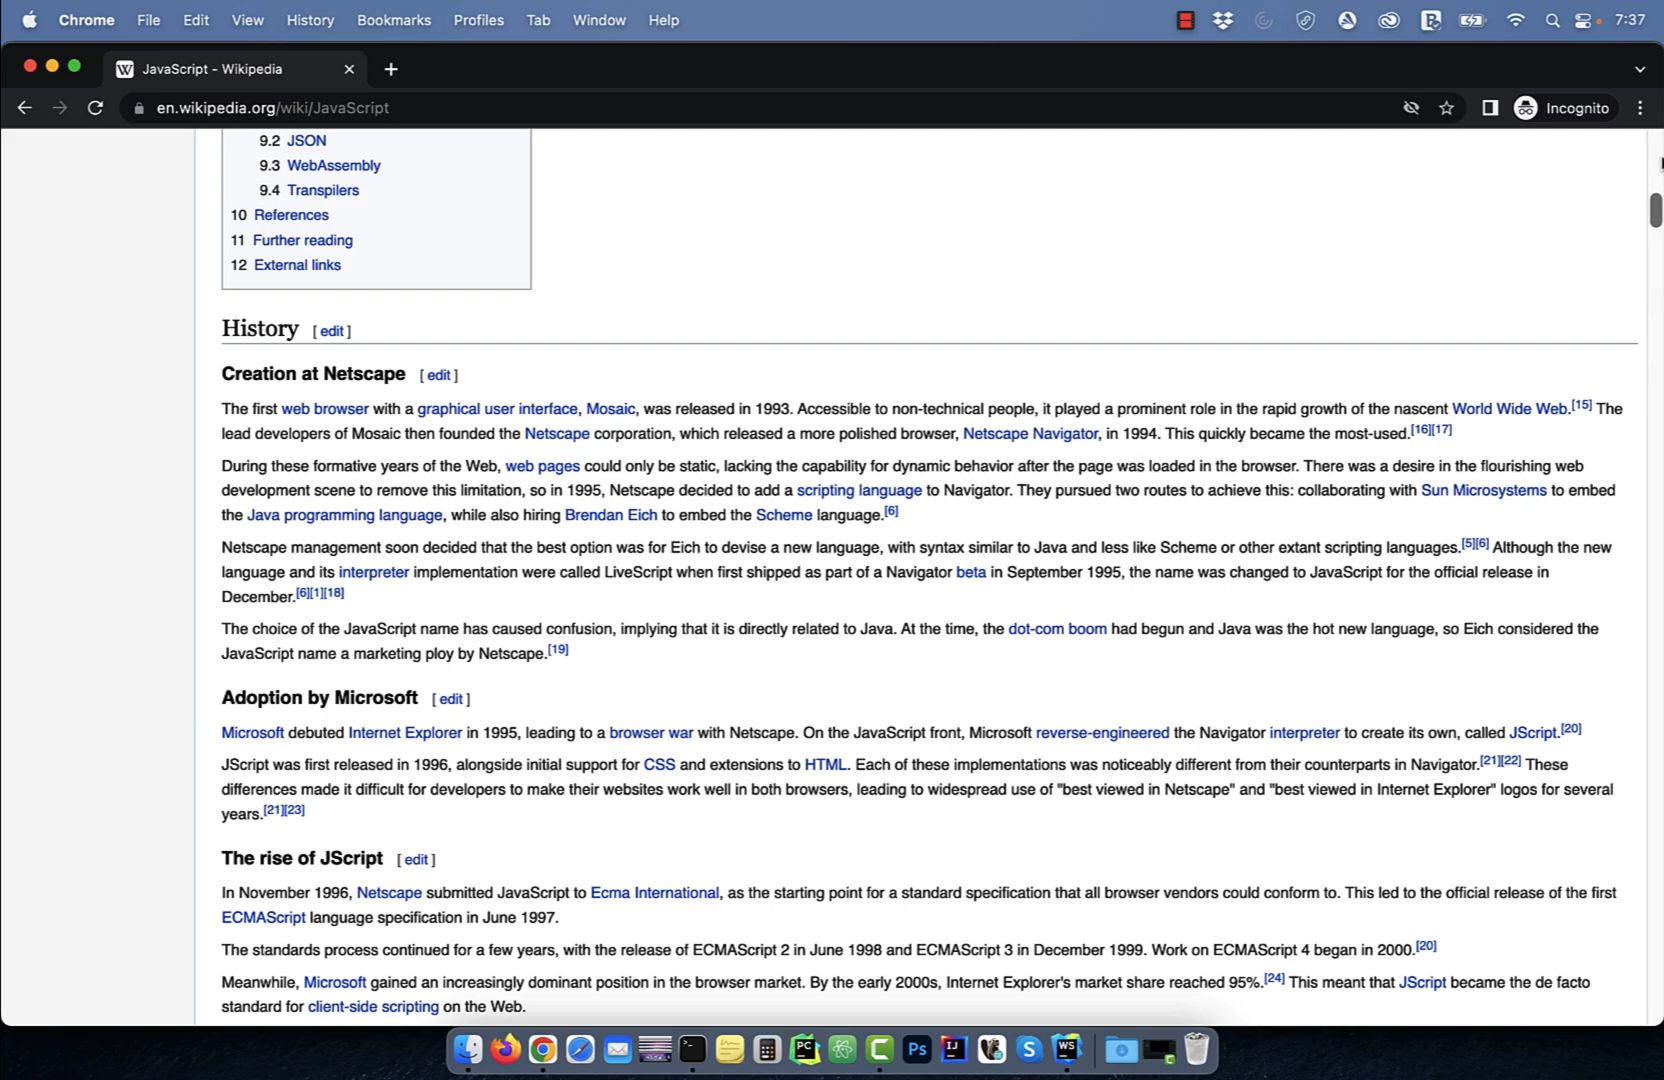 Chrome File Edit View History Bookmarks Profiles Tab Window Help 7:37
JavaScript - Wikipedia
en.wikipedia.org/wiki/JavaScript Incognito
9.2 JSON
9.3 WebAssembly
9.4 Transpilers
10 References
11 Further reading
12 External links
History [ edit ]
Creation at Netscape [ edit ]
The first web browser with a graphical user interface, Mosaic, was released in 1993. Accessible to non-technical people, it played a prominent role in the rapid growth of the nascent World Wide Web.[15] The
lead developers of Mosaic then founded the Netscape corporation, which released a more polished browser, Netscape Navigator, in 1994. This quickly became the most-used.[16][17]
During these formative years of the Web, web pages could only be static, lacking the capability for dynamic behavior after the page was loaded in the browser. There was a desire in the flourishing web
development scene to remove this limitation, so in 1995, Netscape decided to add a scripting language to Navigator. They pursued two routes to achieve this: collaborating with Sun Microsystems to embed
the Java programming language, while also hiring Brendan Eich to embed the Scheme language.[6]
Netscape management soon decided that the best option was for Eich to devise a new language, with syntax similar to Java and less like Scheme or other extant scripting languages.[5][6] Although the new
language and its interpreter implementation were called LiveScript when first shipped as part of a Navigator beta in September 1995, the name was changed to JavaScript for the official release in
December.[6][1][18]
The choice of the JavaScript name has caused confusion, implying that it is directly related to Java. At the time, the dot-com boom had begun and Java was the hot new language, so Eich considered the
JavaScript name a marketing ploy by Netscape.[19]
Adoption by Microsoft [ edit ]
Microsoft debuted Internet Explorer in 1995, leading to a browser war with Netscape. On the JavaScript front, Microsoft reverse-engineered the Navigator interpreter to create its own, called JScript.[20]
JScript was first released in 1996, alongside initial support for CSS and extensions to HTML. Each of these implementations was noticeably different from their counterparts in Navigator.[21][22] These
differences made it difficult for developers to make their websites work well in both browsers, leading to widespread use of "best viewed in Netscape" and "best viewed in Internet Explorer" logos for several
years.[21][23]
The rise of JScript [ edit ]
In November 1996, Netscape submitted JavaScript to Ecma International, as the starting point for a standard specification that all browser vendors could conform to. This led to the official release of the first
ECMAScript language specification in June 1997.
The standards process continued for a few years, with the release of ECMAScript 2 in June 1998 and ECMAScript 3 in December 1999. Work on ECMAScript 4 began in 2000.[20]
Meanwhile, Microsoft gained an increasingly dominant position in the browser market. By the early 2000s, Internet Explorer's market share reached 95%.[24] This meant that JScript became the de facto
standard for client-side scripting on the Web.
PC C Ps IJ S WS